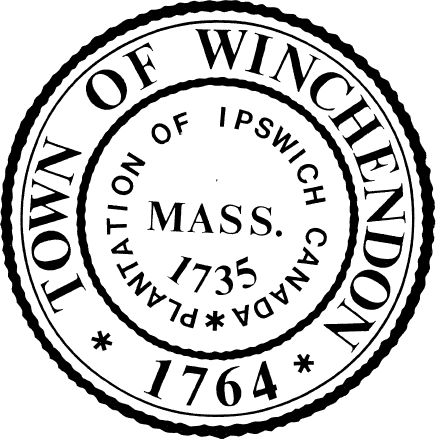 TOWN OF WINCHENDON
* 1764 *
PLANTATION OF IPSWICH CANADA *
MASS.
1735